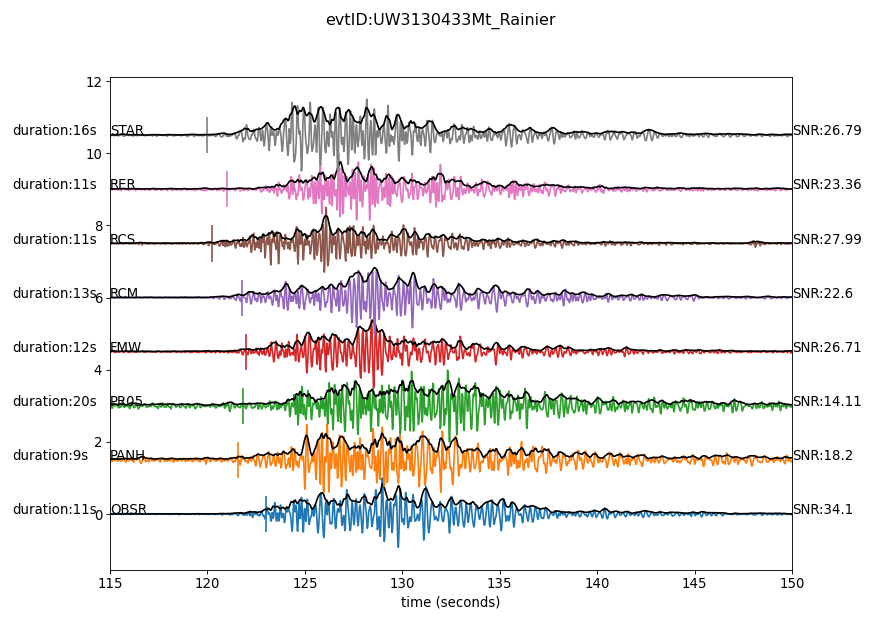 evtID:UW3130433Mt_Rainier
12
duration:16s STAR SNR:26.79
10
duration:11s RER SNR:23.36
8
duration:11s RCS SNR:27.99
duration:13s RCM SNR:22.6
6
duration:12s FMW SNR:26.71
4
duration:20s PR05 SNR:14.11
2
duration:9s PANH SNR:18.2
duration:11s OBSR SNR:34.1
0
115 120 125 130 135 140 145 150
time (seconds)